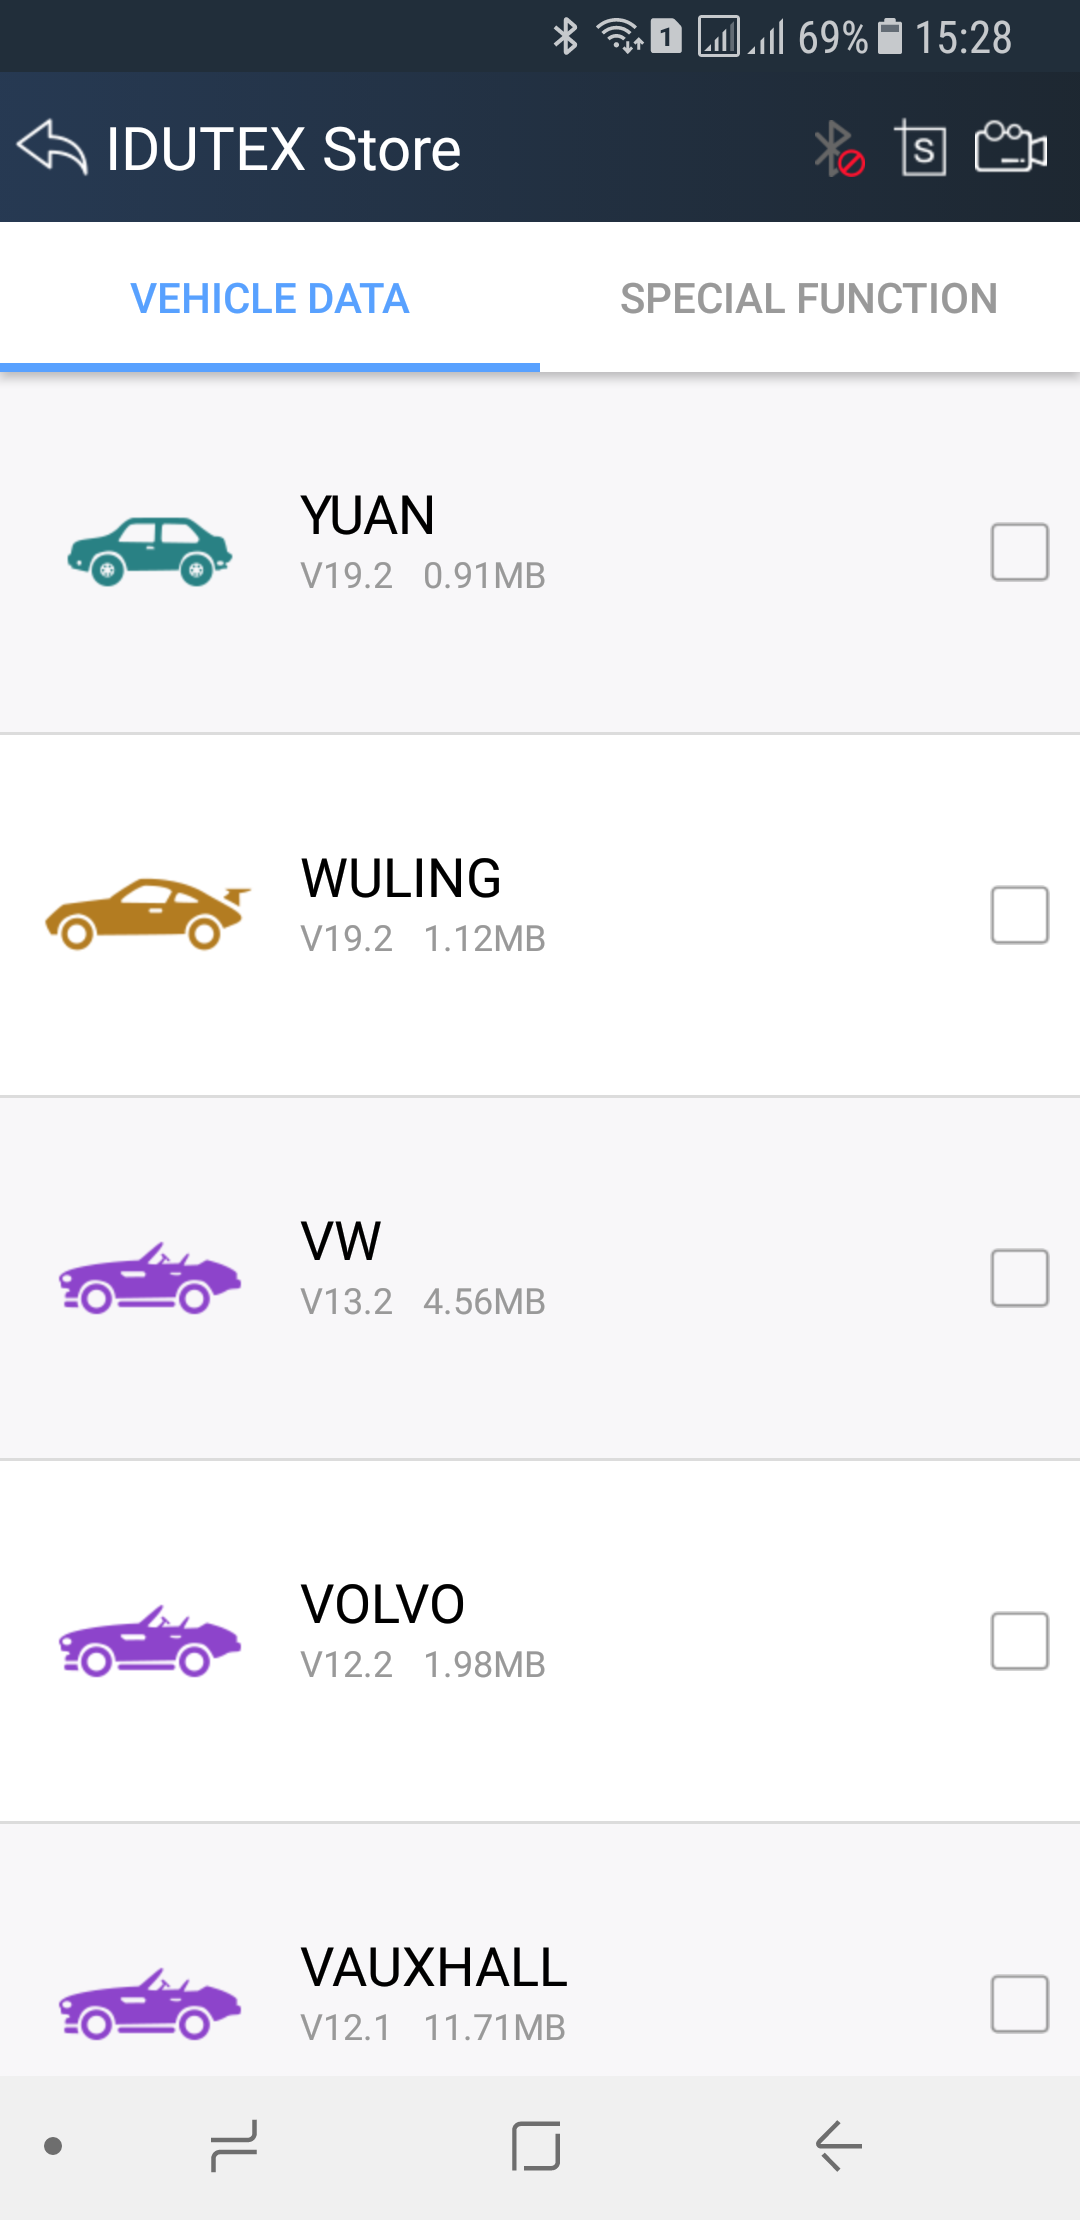 1 69% 15:28
IDUTEX Store S
VEHICLE DATA SPECIAL FUNCTION
YUAN
V19.2 0.91MB
WULING
V19.2 1.12MB
VW
V13.2 4.56MB
VOLVO
V12.2 1.98MB
VAUXHALL
V12.1 11.71MB